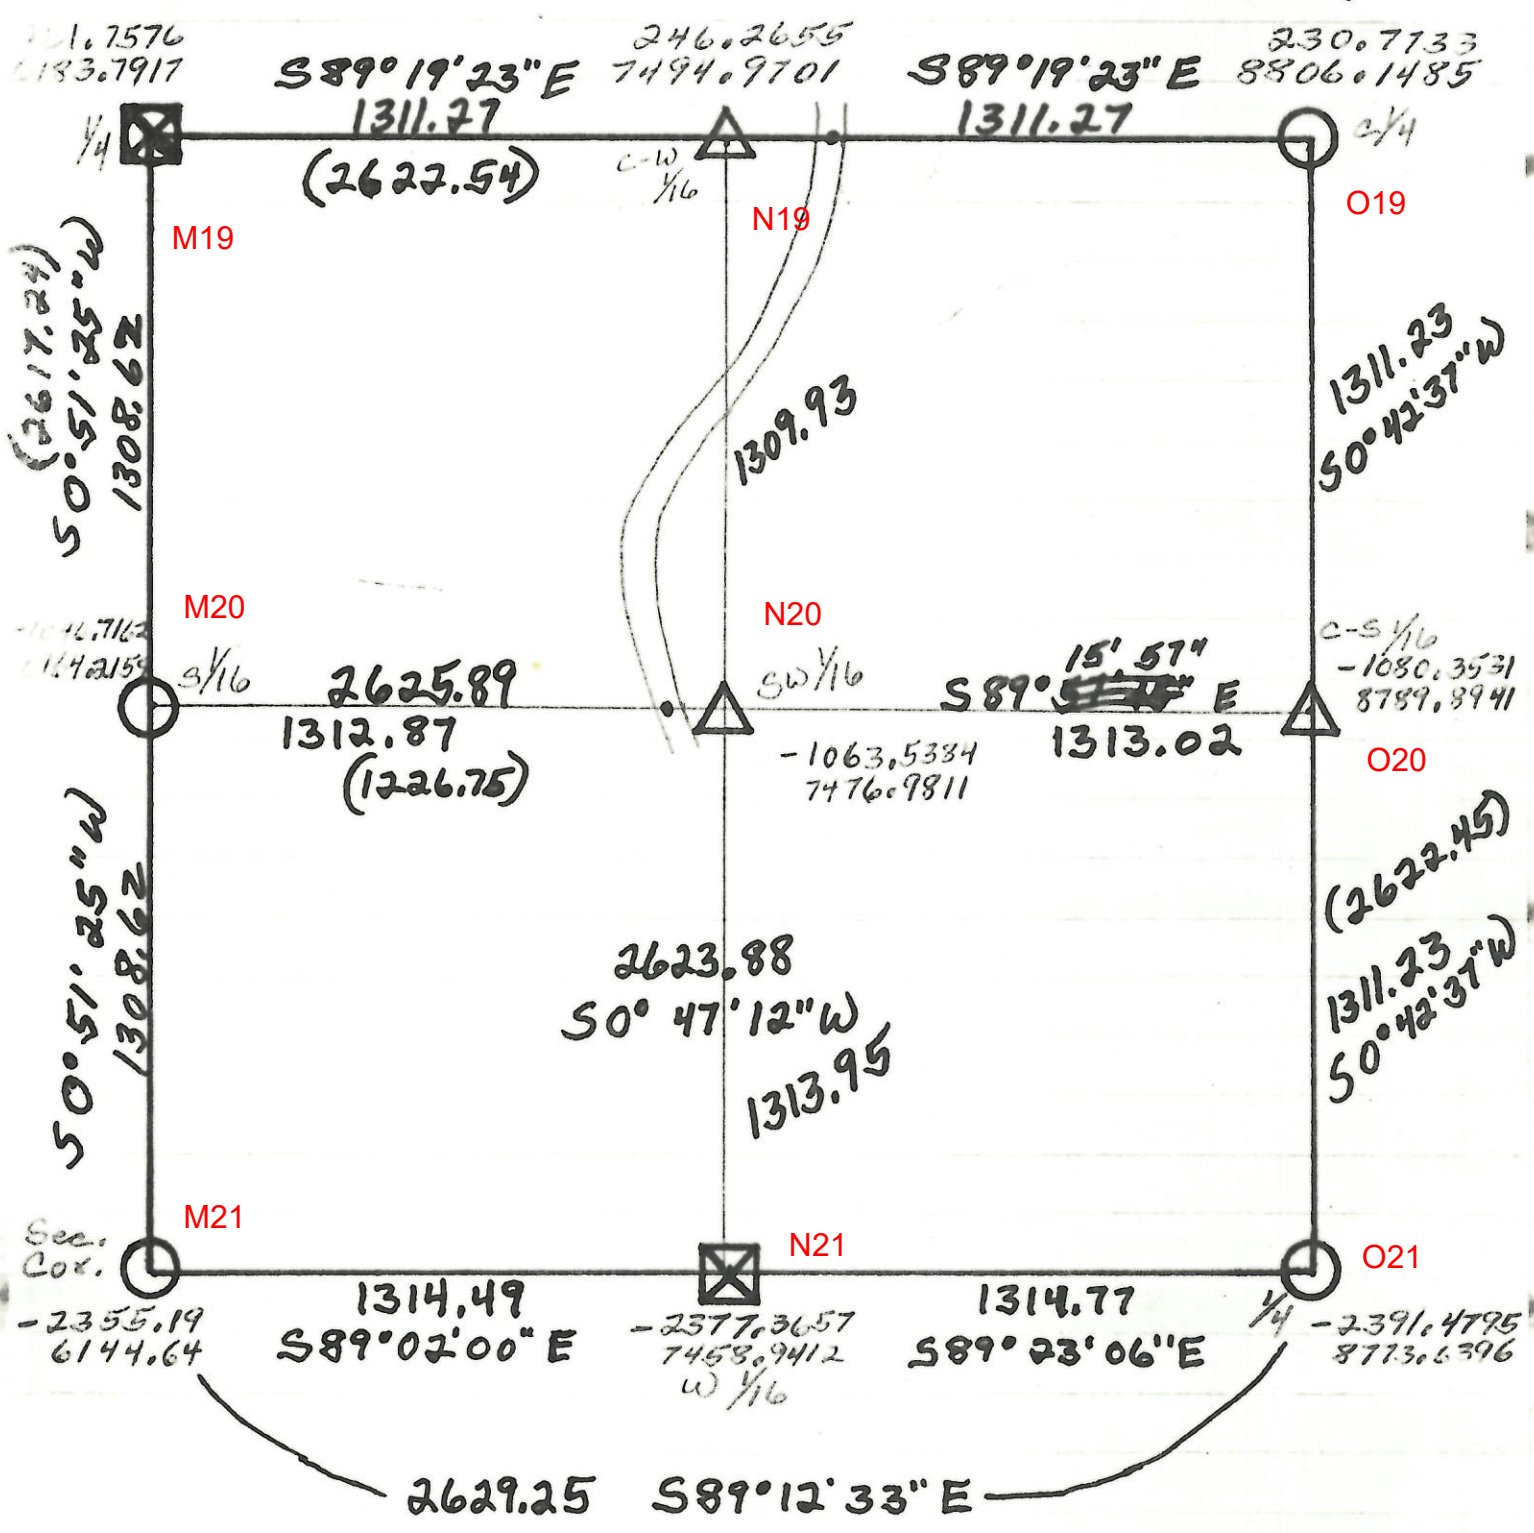 1.7576
183.7917
S89°19'23"E
1311.27
(2622.54)
246.2655
7494.9701
S89°19'23"E
1311.27
230.7733
8806.1485
1/4
C-W
1/16
C1/4
M19
N19
O19
(2617.24)
S0°51'25"W
1308.62
1309.93
1311.23
S0°42'37"W
M20
N20
O20
S1/16
2625.89
1312.87
(1226.75)
SW 1/16
-1063.5384
7476.9811
15' 57"
S89° E
1313.02
C-S 1/16
-1080.3531
8789.8941
S0°51'25"W
1308.62
2623.88
S0°47'12"W
1313.95
(2622.45)
1311.23
S0°42'37"W
M21
N21
O21
Sec.
Cor.
-2355.19
6144.64
1314.49
S89°02'00"E
-2377.3657
7458.9412
W 1/16
1314.77
S89°23'06"E
1/4
-2391.4795
8773.6396
2629.25 S89°12'33"E